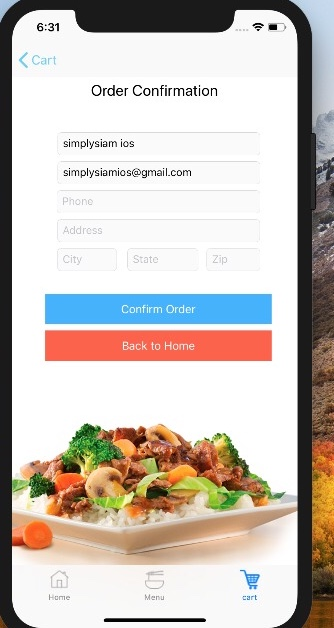 6:31
Cart
Order Confirmation
simplysiam ios
simplysiamios@gmail.com
Phone
Address
City State Zip
Confirm Order
Back to Home
Home Menu cart